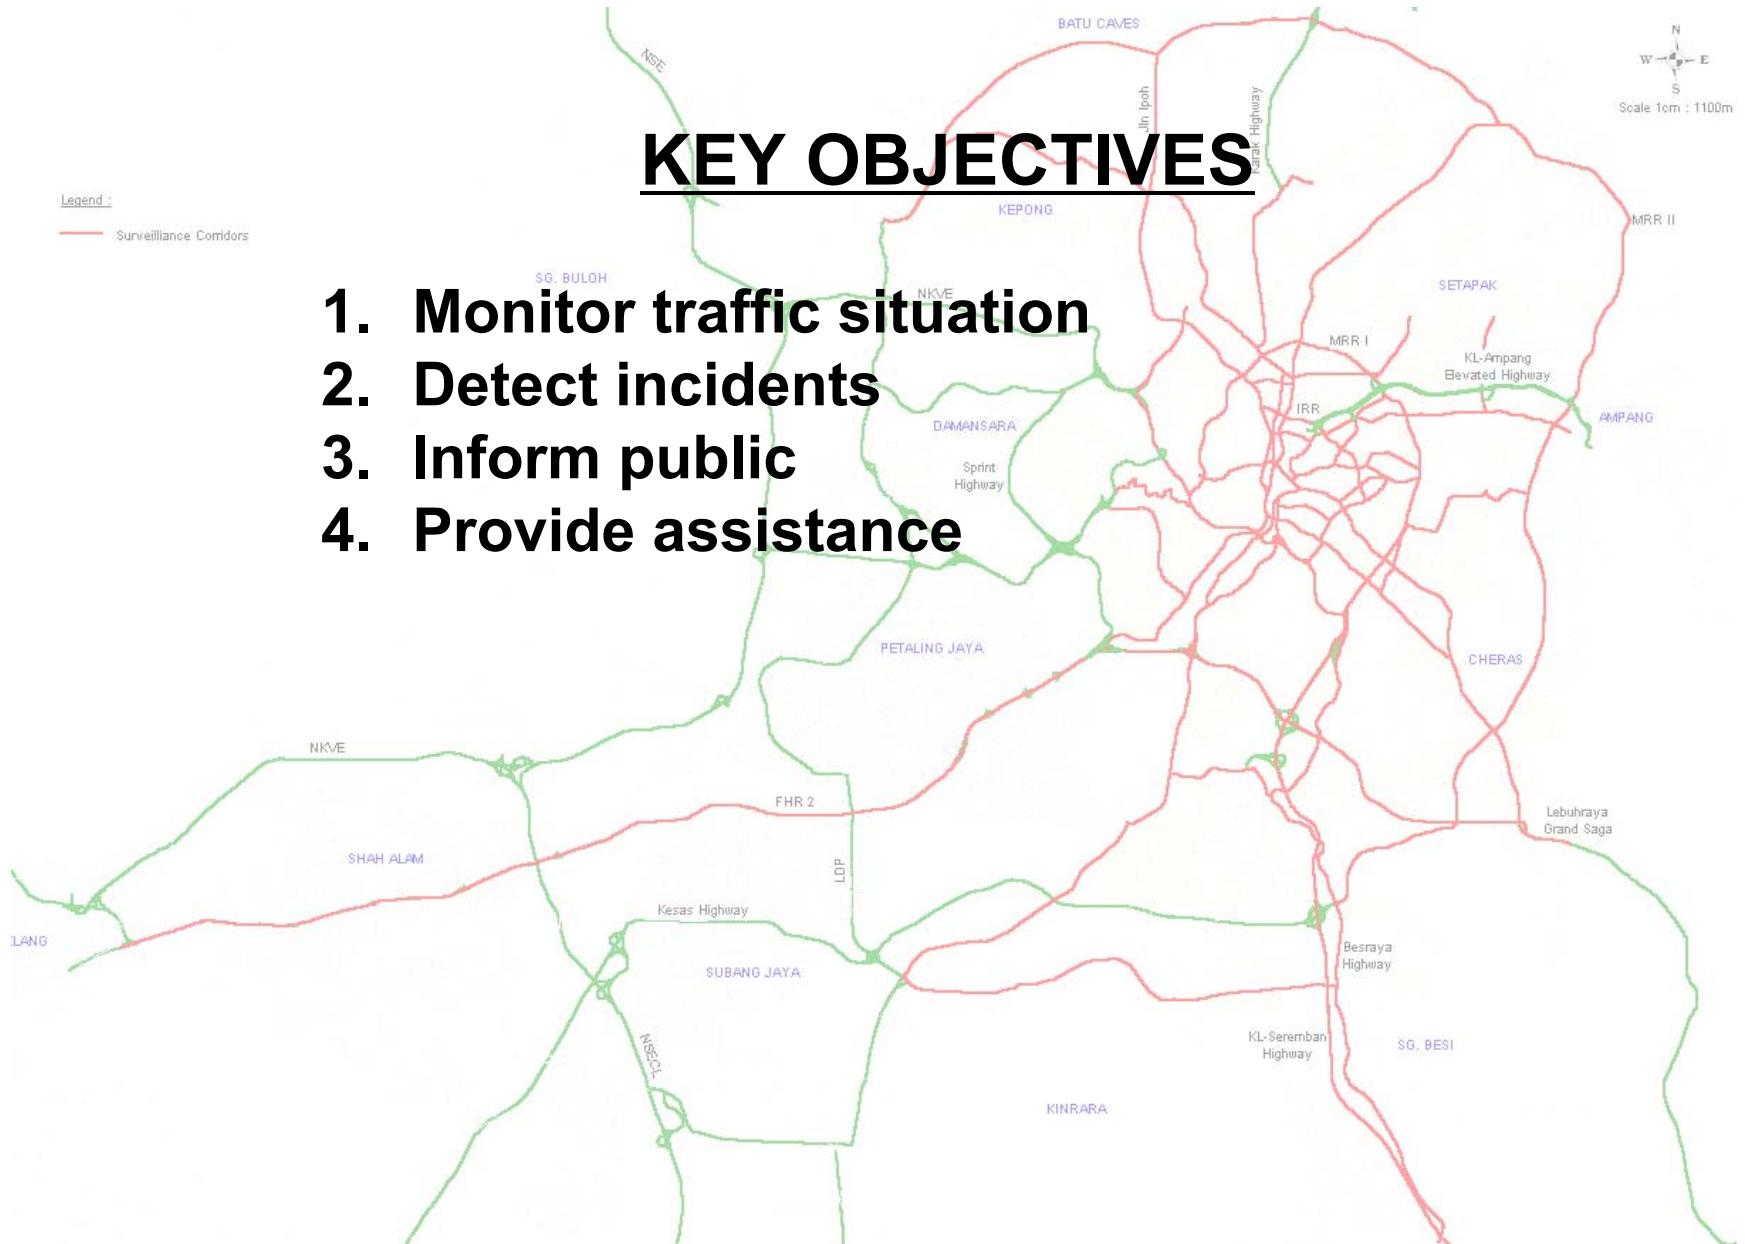 BATU CAVES
N
W E
S
Scale 1cm : 1100m
NSE
Jln Ipoh
Karak Highway
KEY OBJECTIVES
Legend :
Surveilliance Corridors
KEPONG
MRR II
SG. BULOH
NKVE
SETAPAK
1. Monitor traffic situation
2. Detect incidents
3. Inform public
4. Provide assistance
MRR I
KL-Ampang
Elevated Highway
IRR
AMPANG
DAMANSARA
Sprint
Highway
PETALING JAYA
CHERAS
NKVE
FHR 2
Lebuhraya
Grand Saga
SHAH ALAM
LDP
Kesas Highway
LANG
SUBANG JAYA
Besraya
Highway
NSECL
KL-Seremban
Highway
SG. BESI
KINRARA